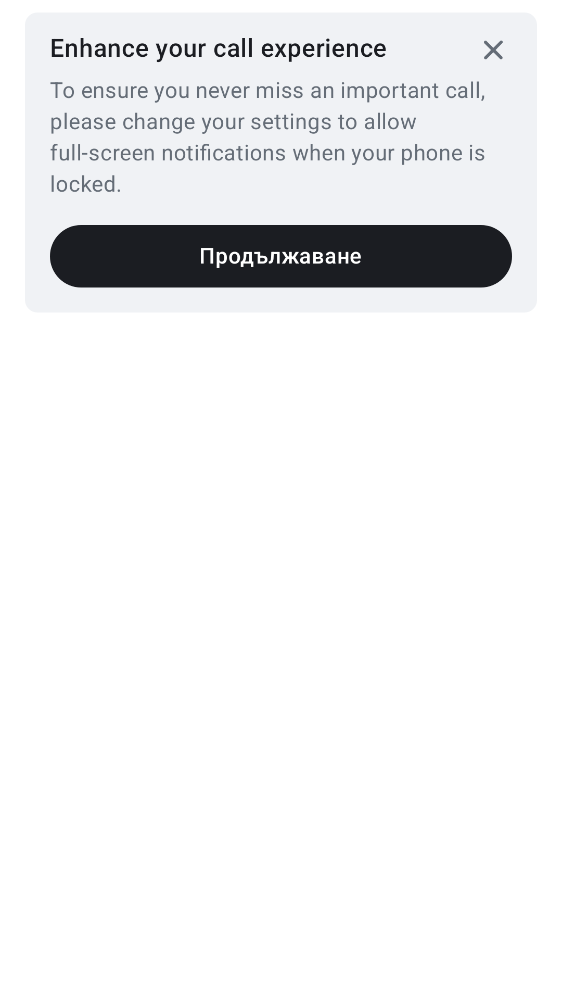 Enhance your call experience
To ensure you never miss an important call,
please change your settings to allow
full-screen notifications when your phone is
locked.
Продължаване